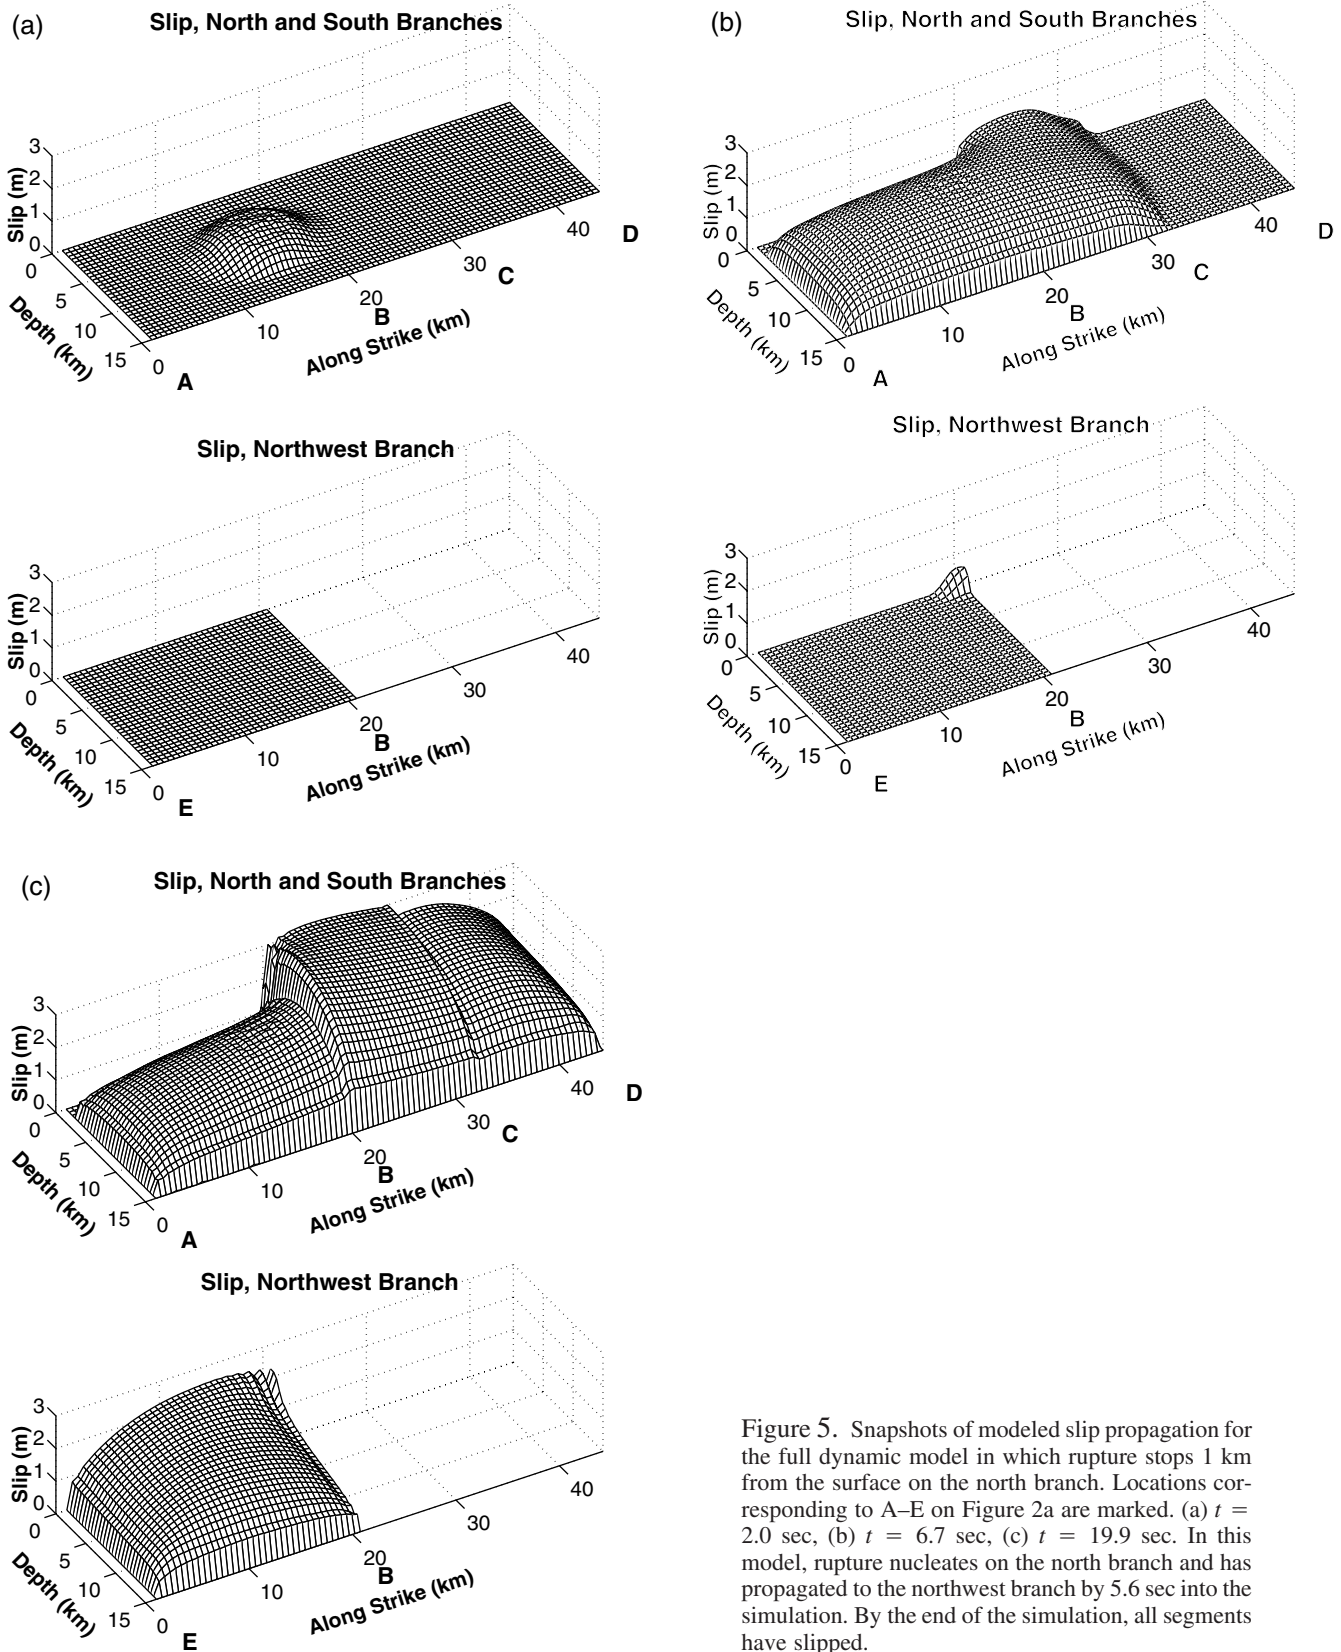 (a)
Slip, North and South Branches
3
2
1
0
Slip (m)
0
5
10
15
Depth (km)
0
10
20
30
40
A
B
C
D
Along Strike (km)
Slip, Northwest Branch
3
2
1
0
Slip (m)
0
5
10
15
Depth (km)
0
10
20
30
40
E
B
Along Strike (km)
(b)
Slip, North and South Branches
3
2
1
0
Slip (m)
0
5
10
15
Depth (km)
0
10
20
30
40
A
B
C
D
Along Strike (km)
Slip, Northwest Branch
3
2
1
0
Slip (m)
0
5
10
15
Depth (km)
0
10
20
30
40
E
B
Along Strike (km)
(c)
Slip, North and South Branches
3
2
1
0
Slip (m)
0
5
10
15
Depth (km)
0
10
20
30
40
A
B
C
D
Along Strike (km)
Slip, Northwest Branch
3
2
1
0
Slip (m)
0
5
10
15
Depth (km)
0
10
20
30
40
E
B
Along Strike (km)
Figure 5. Snapshots of modeled slip propagation for
the full dynamic model in which rupture stops 1 km
from the surface on the north branch. Locations cor-
responding to A–E on Figure 2a are marked. (a) t =
2.0 sec, (b) t = 6.7 sec, (c) t = 19.9 sec. In this
model, rupture nucleates on the north branch and has
propagated to the northwest branch by 5.6 sec into the
simulation. By the end of the simulation, all segments
have slipped.